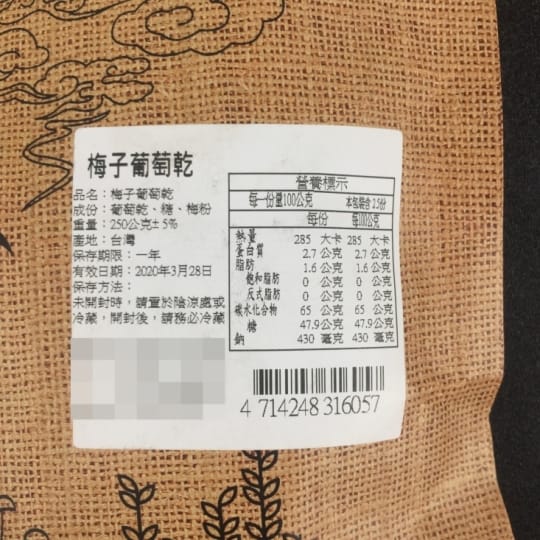 梅子葡萄乾
品名：梅子葡萄乾
成份：葡萄乾、糖、梅粉
重量：250公克±5%
產地：台灣
保存期限：一年
有效日期：2020年3月28日
保存方法：
未開封時，請置於陰涼處或
冷藏，開封後，請務必冷藏
營養標示
每一份量100公克 本包裝含2.5份
每份 每100公克
熱量 285 大卡 285 大卡
蛋白質 2.7 公克 2.7 公克
脂肪 1.6 公克 1.6 公克
飽和脂肪 0 公克 0 公克
反式脂肪 0 公克 0 公克
碳水化合物 65 公克 65 公克
糖 47.9公克 47.9公克
鈉 430 毫克 430 毫克
4 714248 316057